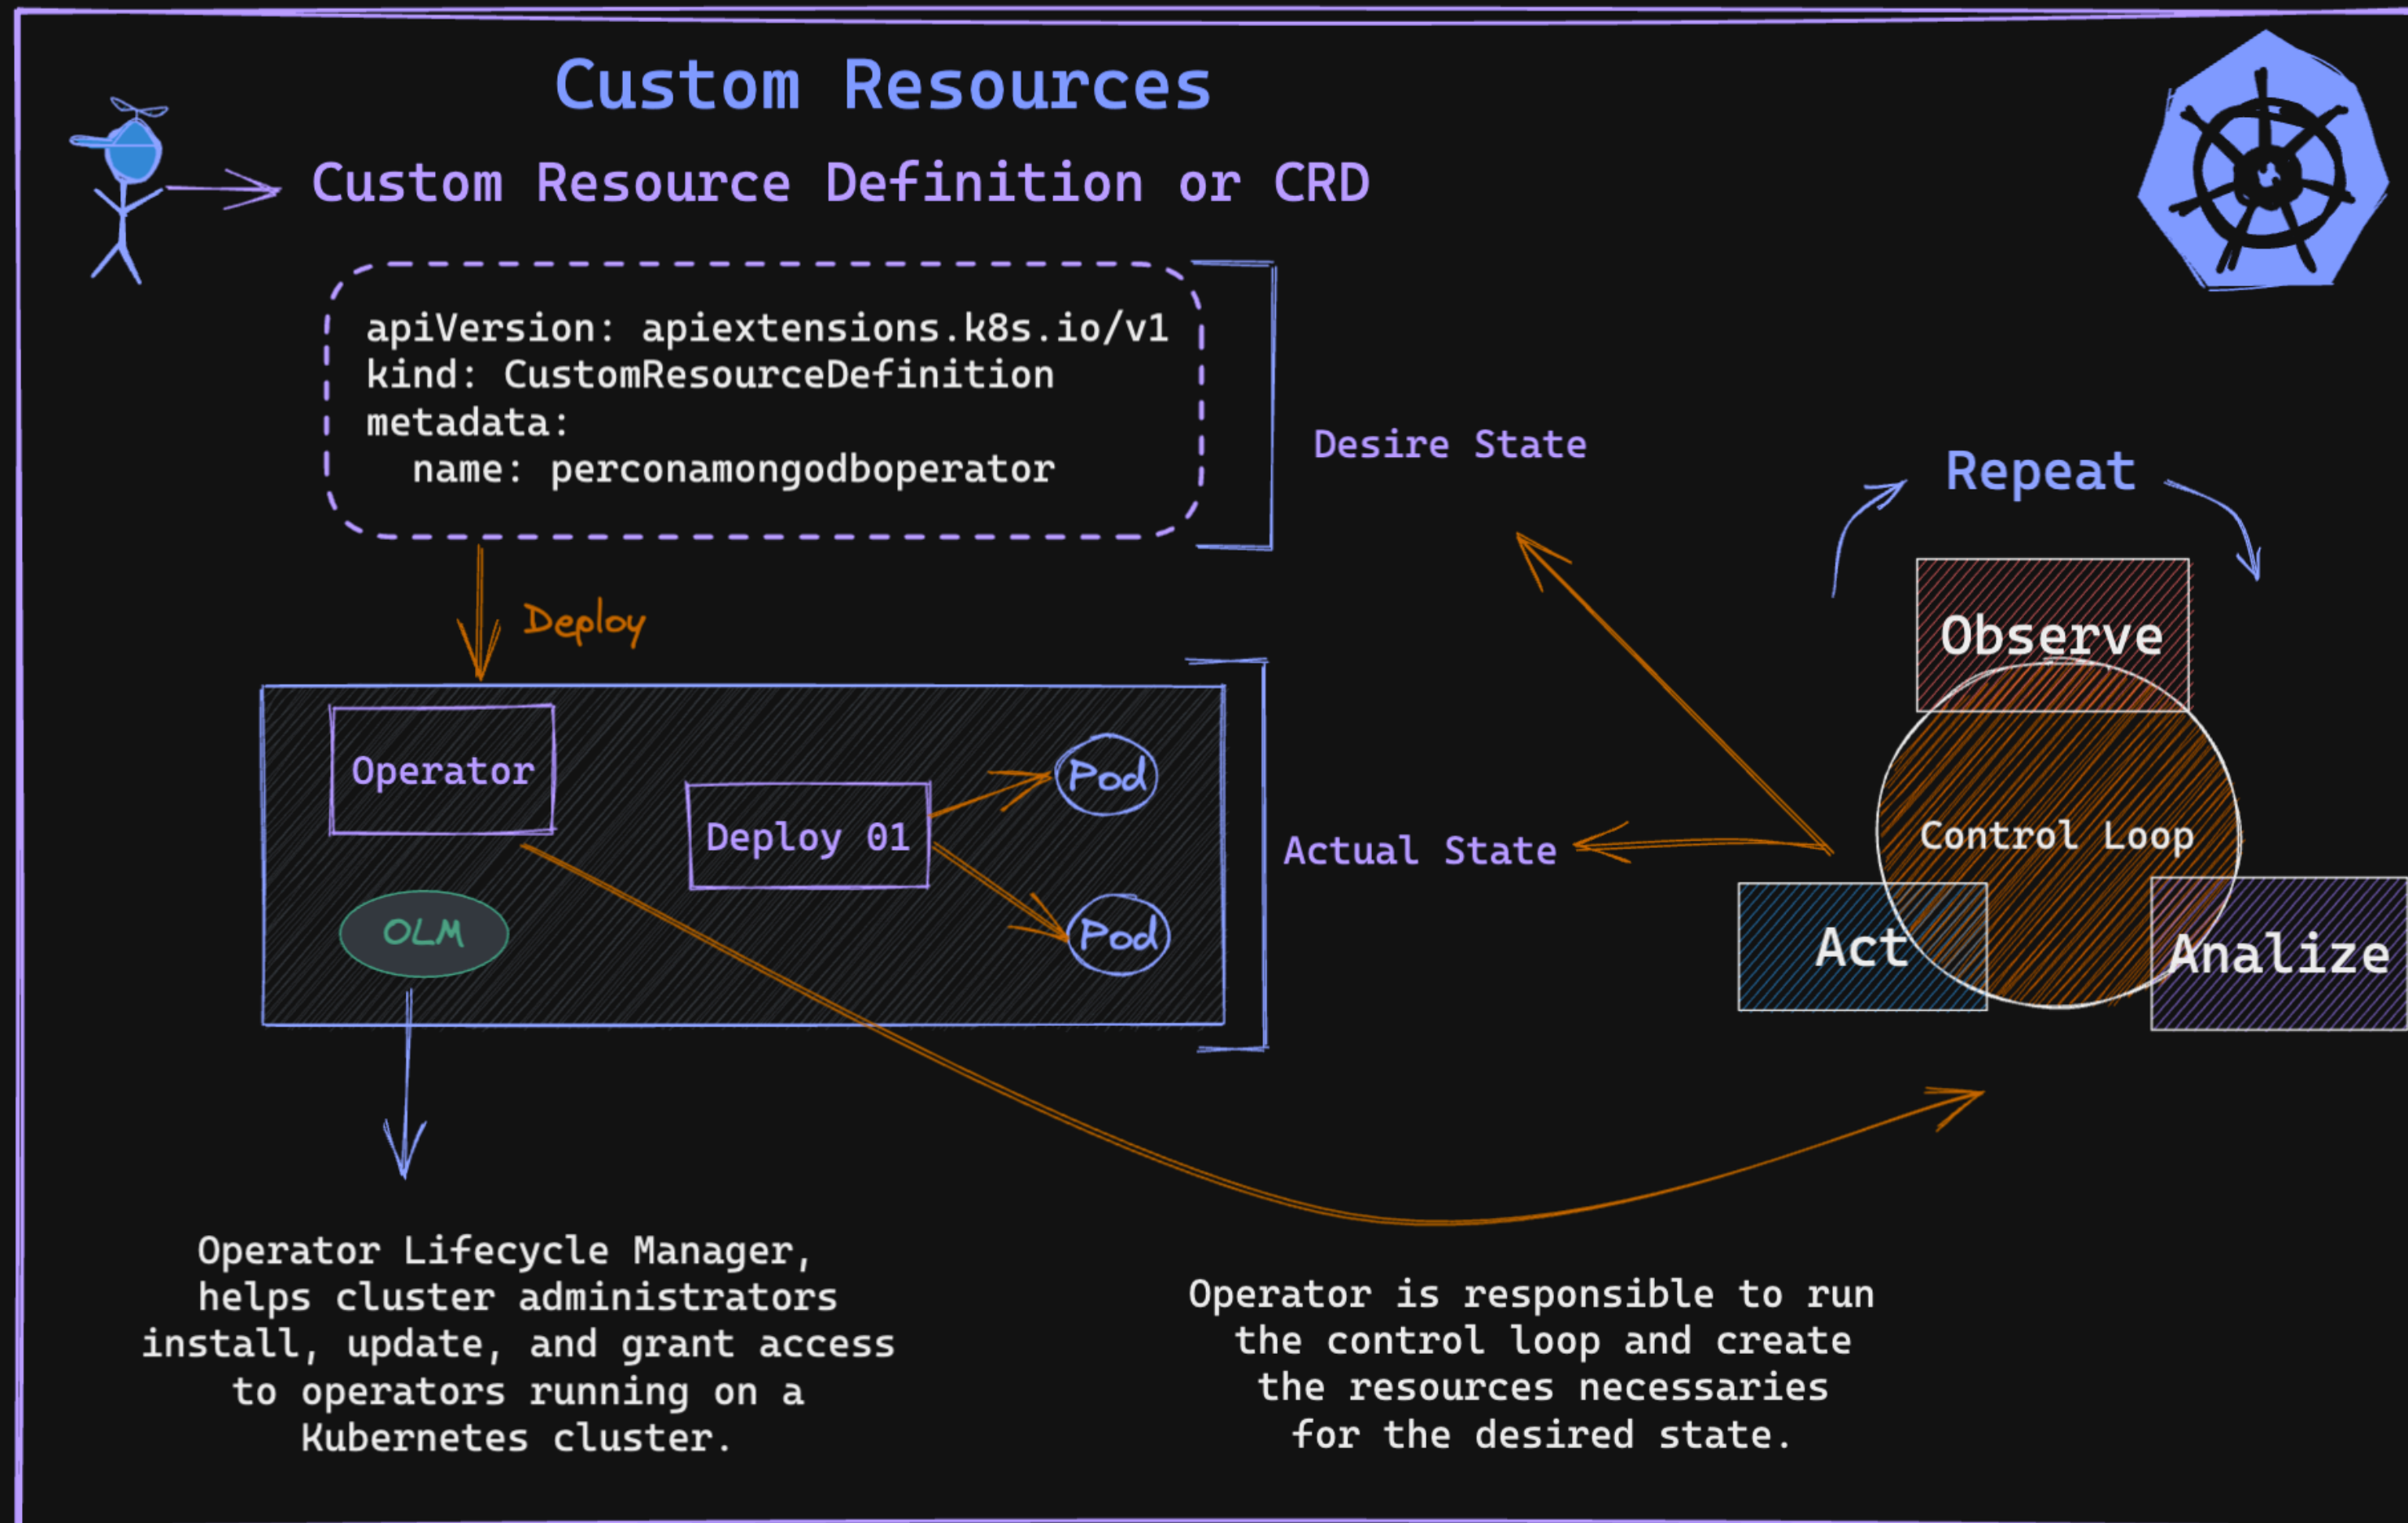 Custom Resources
Custom Resource Definition or CRD
apiVersion: apiextensions.k8s.io/v1
kind: CustomResourceDefinition
metadata:
  name: perconamongodboperator
Desire State
Repeat
Observe
Control Loop
Act
Analize
Deploy
Operator
Deploy 01
Pod
Pod
OLM
Actual State
Operator Lifecycle Manager,
helps cluster administrators
install, update, and grant access
to operators running on a
Kubernetes cluster.
Operator is responsible to run
the control loop and create
the resources necessaries
for the desired state.